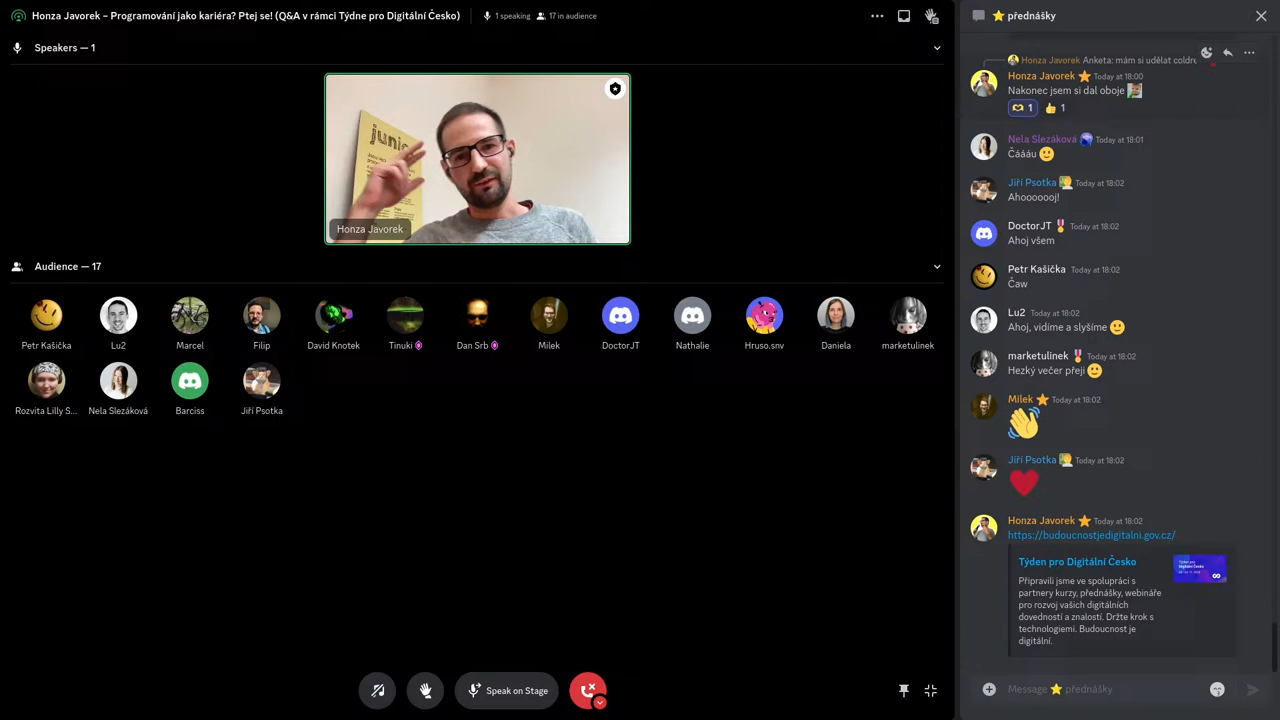 Honza Javorek – Programování jako kariéra? Ptej se! (Q&A v rámci Týdne pro Digitální Česko)
1 speaking
17 in audience
Speakers — 1
junio
Honza Javorek
Audience — 17
Petr Kašička
Lu2
Marcel
Filip
David Knotek
Tinuki
Dan Srb
Milek
DoctorJT
Nathalie
Hruso.snv
Daniela
marketulinek
Rozvita Lilly S...
Nela Slezáková
Barciss
Jiří Psotka
Speak on Stage
přednášky
Honza Javorek Anketa: mám si udělat coldre
Honza Javorek Today at 18:00
Nakonec jsem si dal oboje
1 1
Nela Slezáková Today at 18:01
Čáááu
Jiří Psotka Today at 18:02
Ahooooooj!
DoctorJT Today at 18:02
Ahoj všem
Petr Kašička Today at 18:02
Čaw
Lu2 Today at 18:02
Ahoj, vidíme a slyšíme
marketulinek Today at 18:02
Hezký večer přeji
Milek Today at 18:02
Jiří Psotka Today at 18:02
Honza Javorek Today at 18:02
https://budoucnostjedigitalni.gov.cz/
Týden pro Digitální Česko
Připravili jsme ve spolupráci s
partnery kurzy, přednášky, webináře
pro rozvoj vašich digitálních
dovedností a znalostí. Držte krok s
technologiemi. Budoucnost je
digitální.
Týden pro
Digitální Česko
Message přednášky